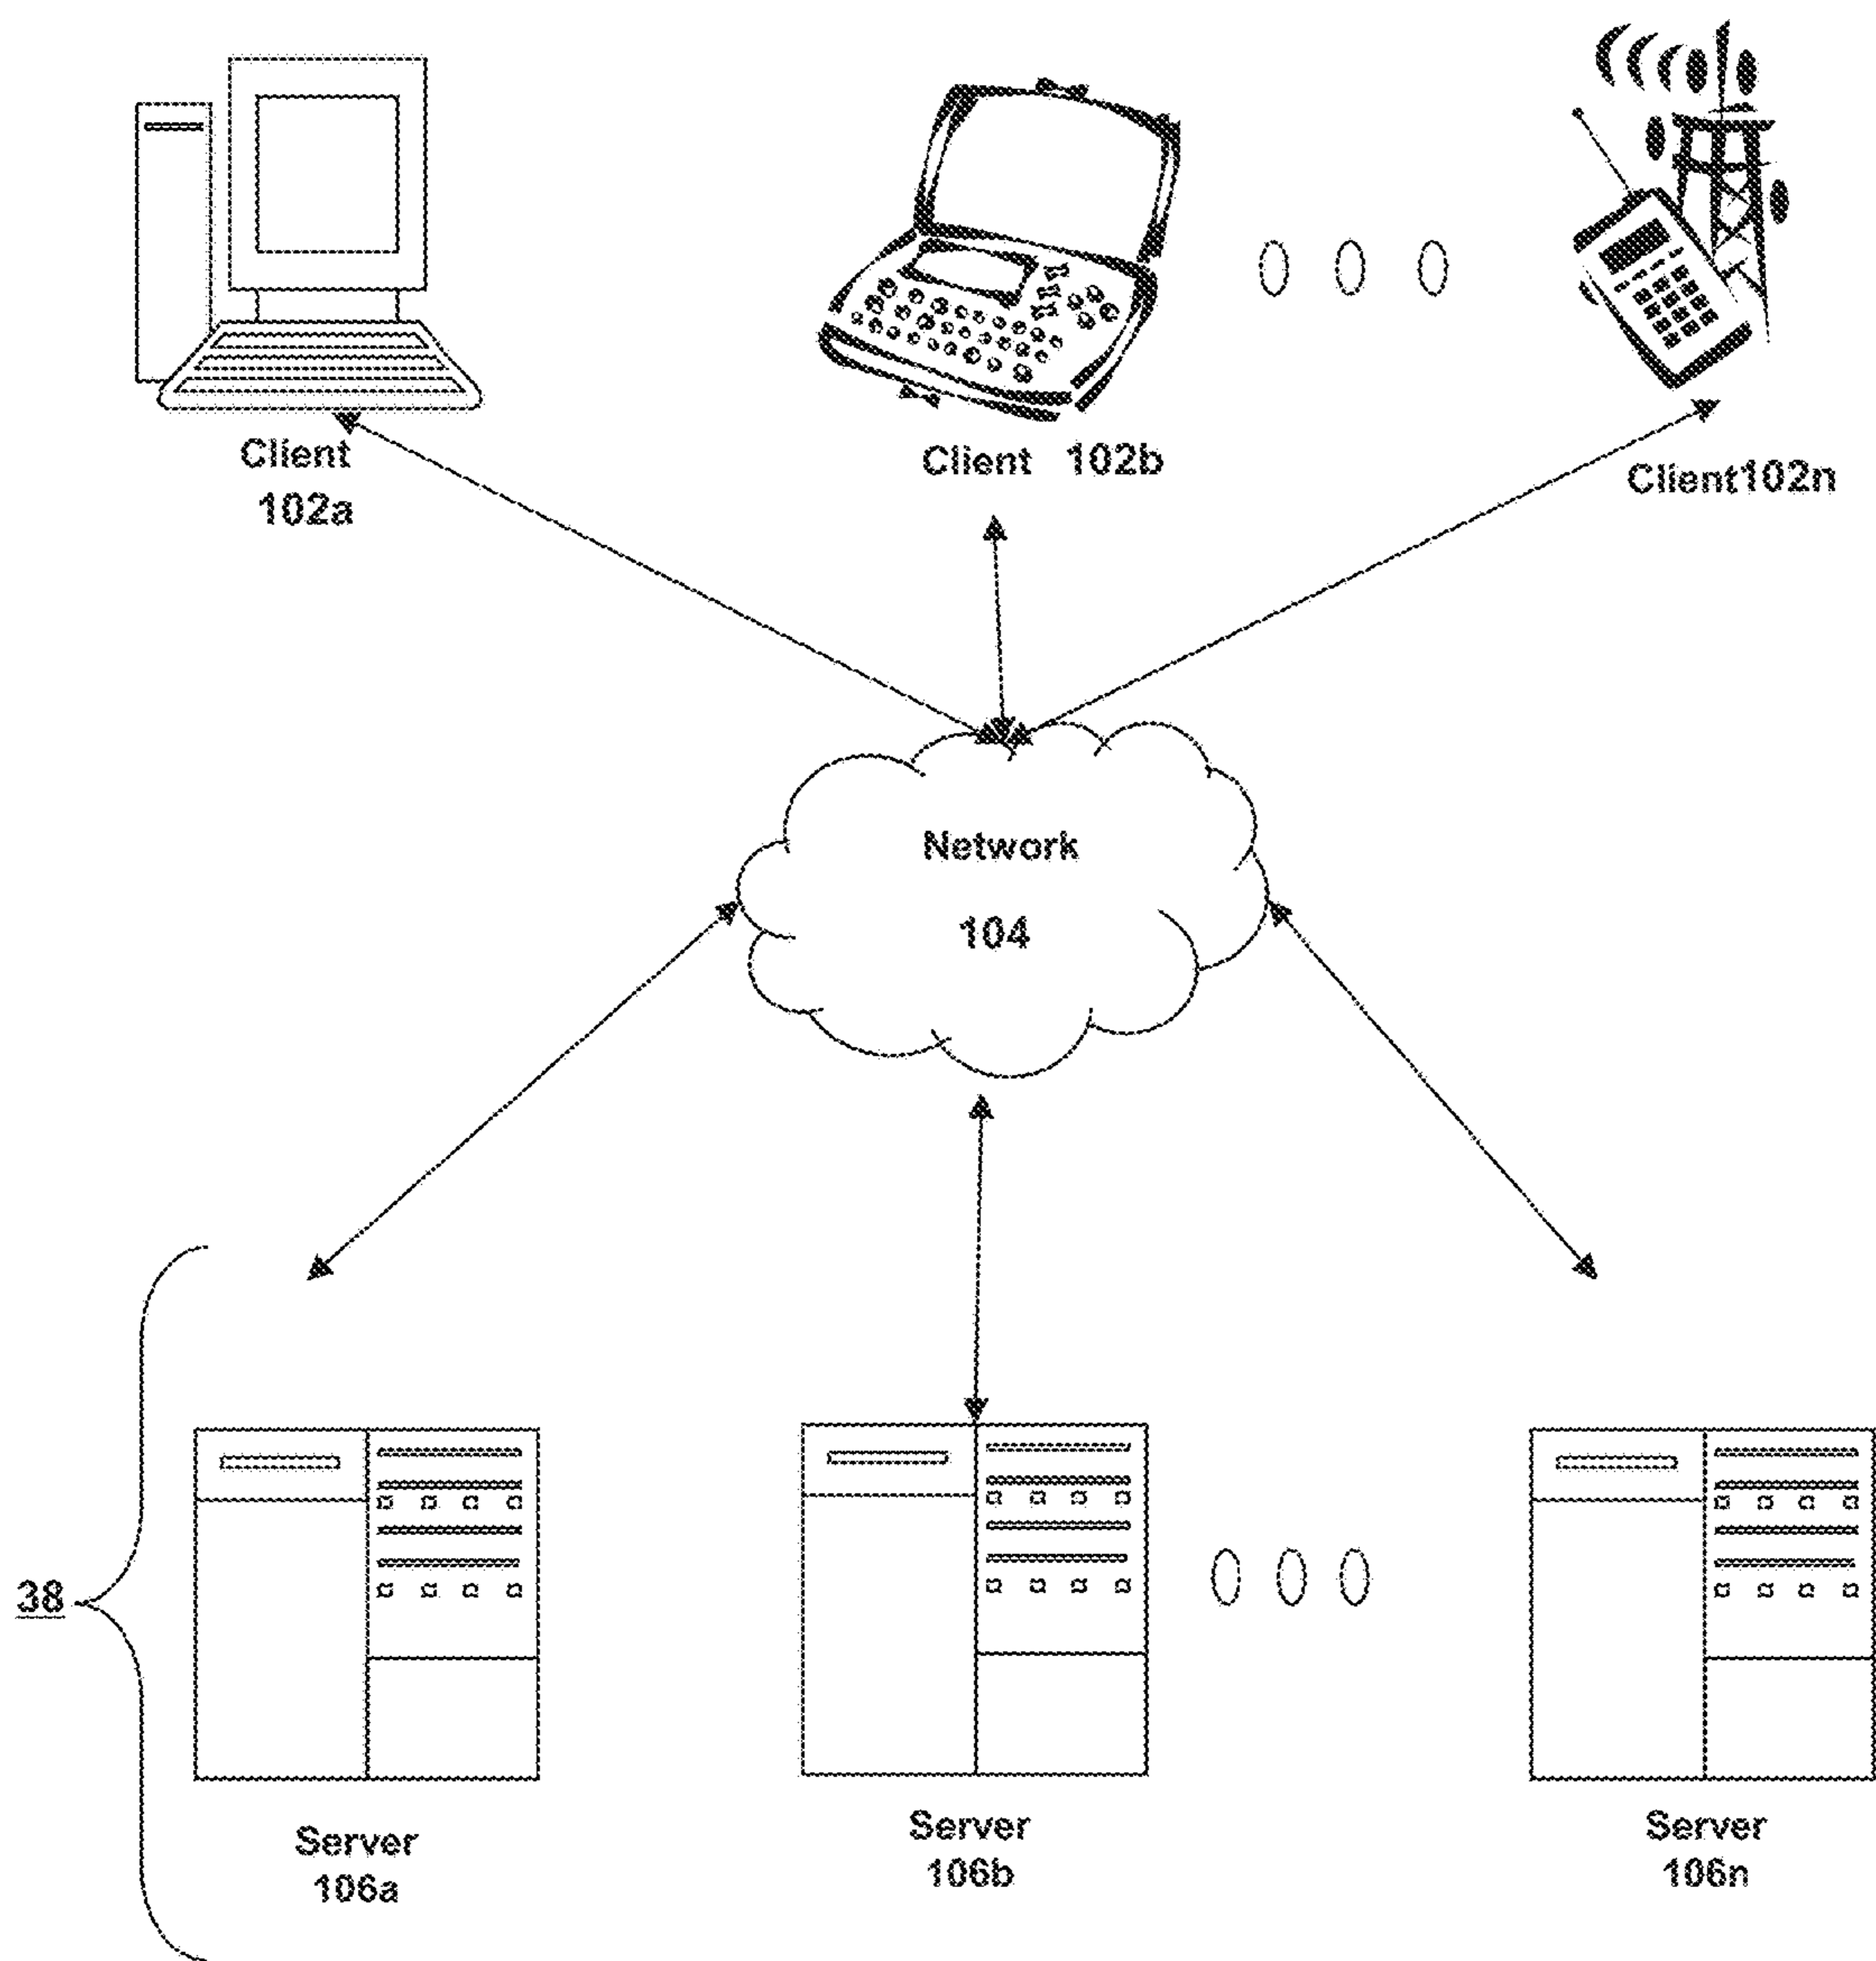 Client
102a
Client 102b
Client102n
Network
104
38
Server
106a
Server
106b
Server
106n